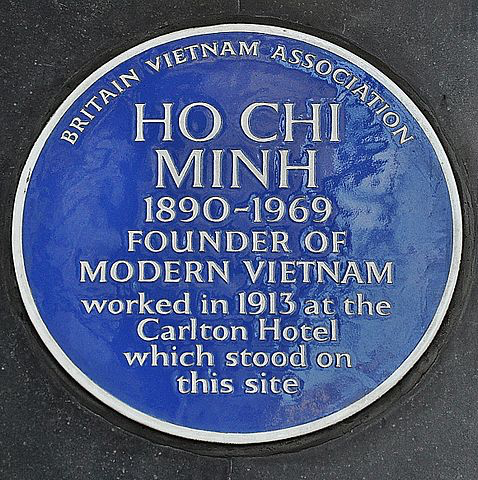 BRITAIN VIETNAM ASSOCIATION
HO CHI
MINH
1890-1969
FOUNDER OF
MODERN VIETNAM
worked in 1913 at the
Carlton Hotel
which stood on
this site